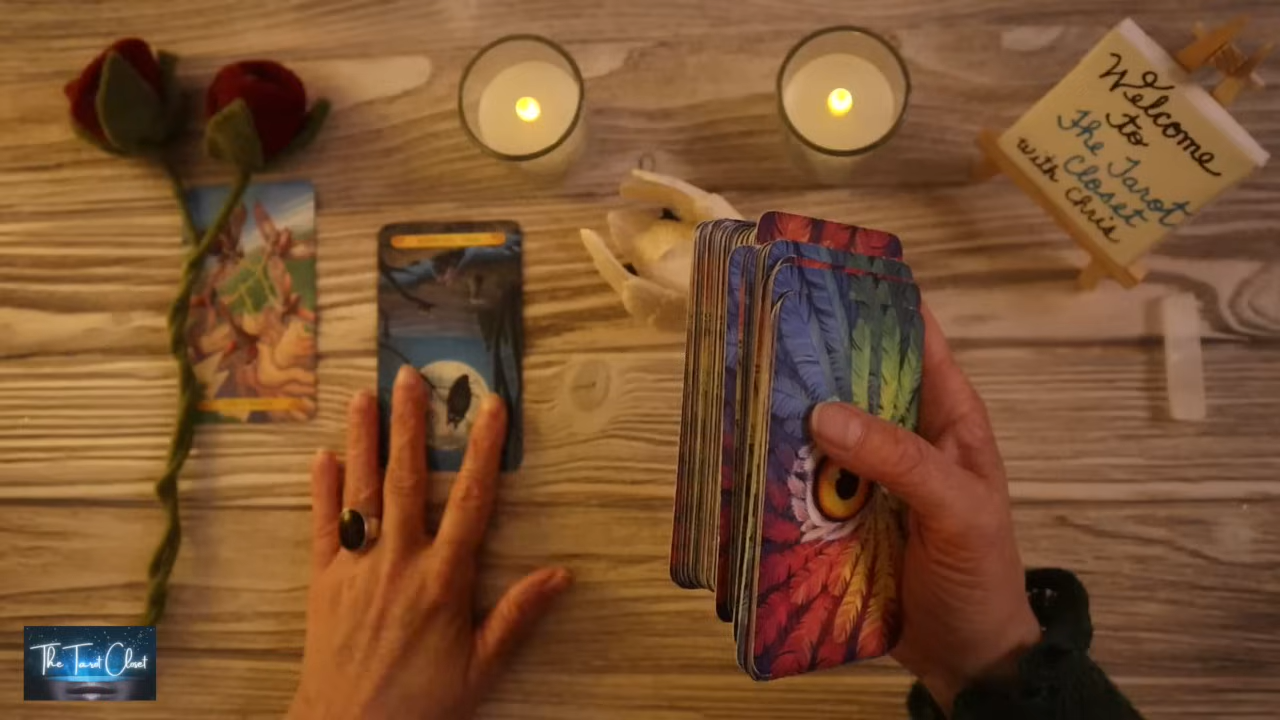 Welcome
to
The Tarot
Closet
with Chris
The Tarot Closet